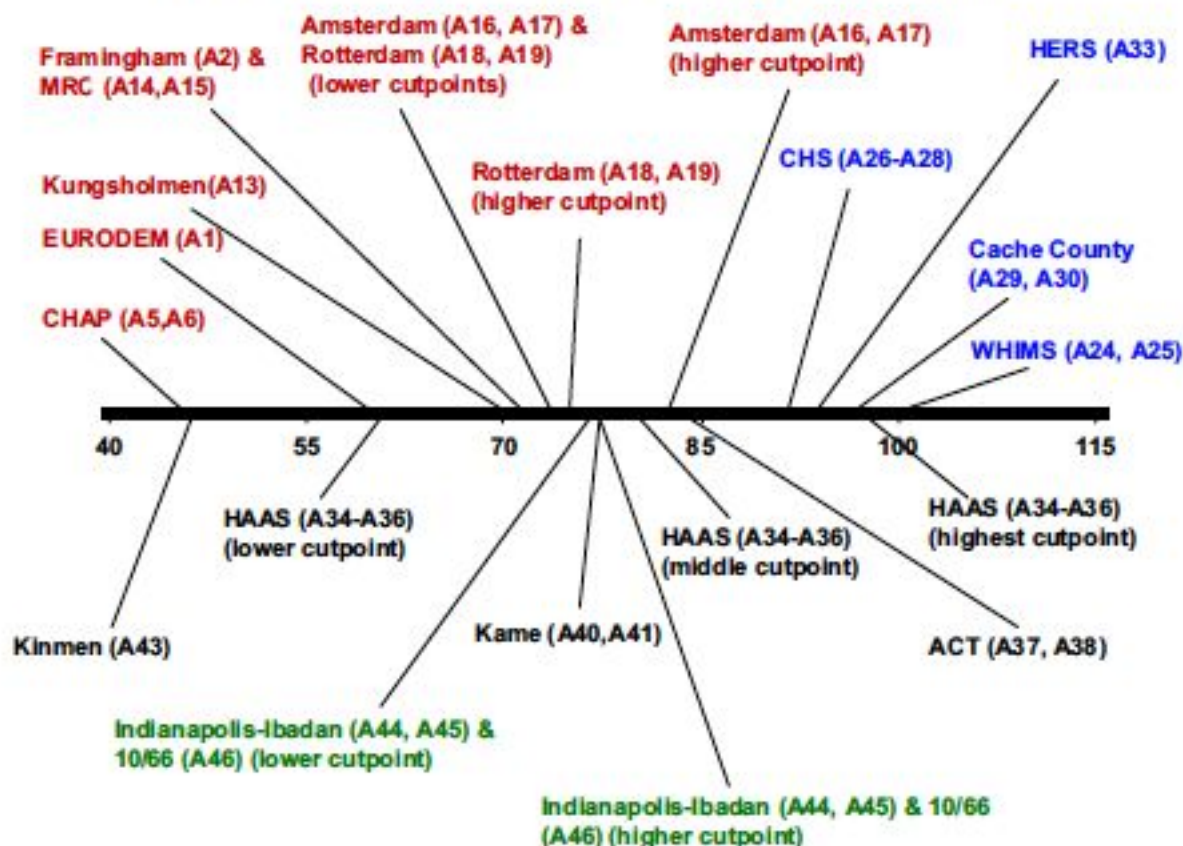 Amsterdam (A16, A17) &
Rotterdam (A18, A19)
(lower cutpoints)
Framingham (A2) &
MRC (A14,A15)
Amsterdam (A16, A17)
(higher cutpoint)
HERS (A33)
CHS (A26-A28)
Rotterdam (A18, A19)
(higher cutpoint)
Kungsholmen(A13)
EURODEM (A1)
Cache County
(A29, A30)
CHAP (A5,A6)
WHIMS (A24, A25)
40 55 70 85 100 115
HAAS (A34-A36)
(lower cutpoint)
HAAS (A34-A36)
(middle cutpoint)
HAAS (A34-A36)
(highest cutpoint)
Kinmen (A43)
Kame (A40,A41)
ACT (A37, A38)
Indianapolis-Ibadan (A44, A45) &
10/66 (A46) (lower cutpoint)
Indianapolis-Ibadan (A44, A45) & 10/66
(A46) (higher cutpoint)